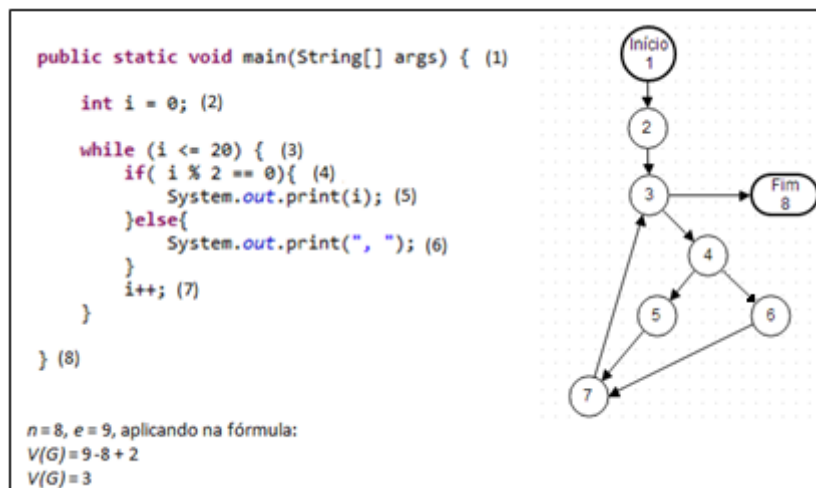 public static void main(String[] args) { (1)
int i = 0; (2)
while (i <= 20) { (3)
if( i % 2 == 0){ (4)
System.out.print(i); (5)
}else{
System.out.print(", "); (6)
}
i++; (7)
}
} (8)
n = 8, e = 9, aplicando na fórmula:
V(G) = 9 -8 + 2
V(G) = 3
Início
1
2
3
Fim
8
4
5
6
7